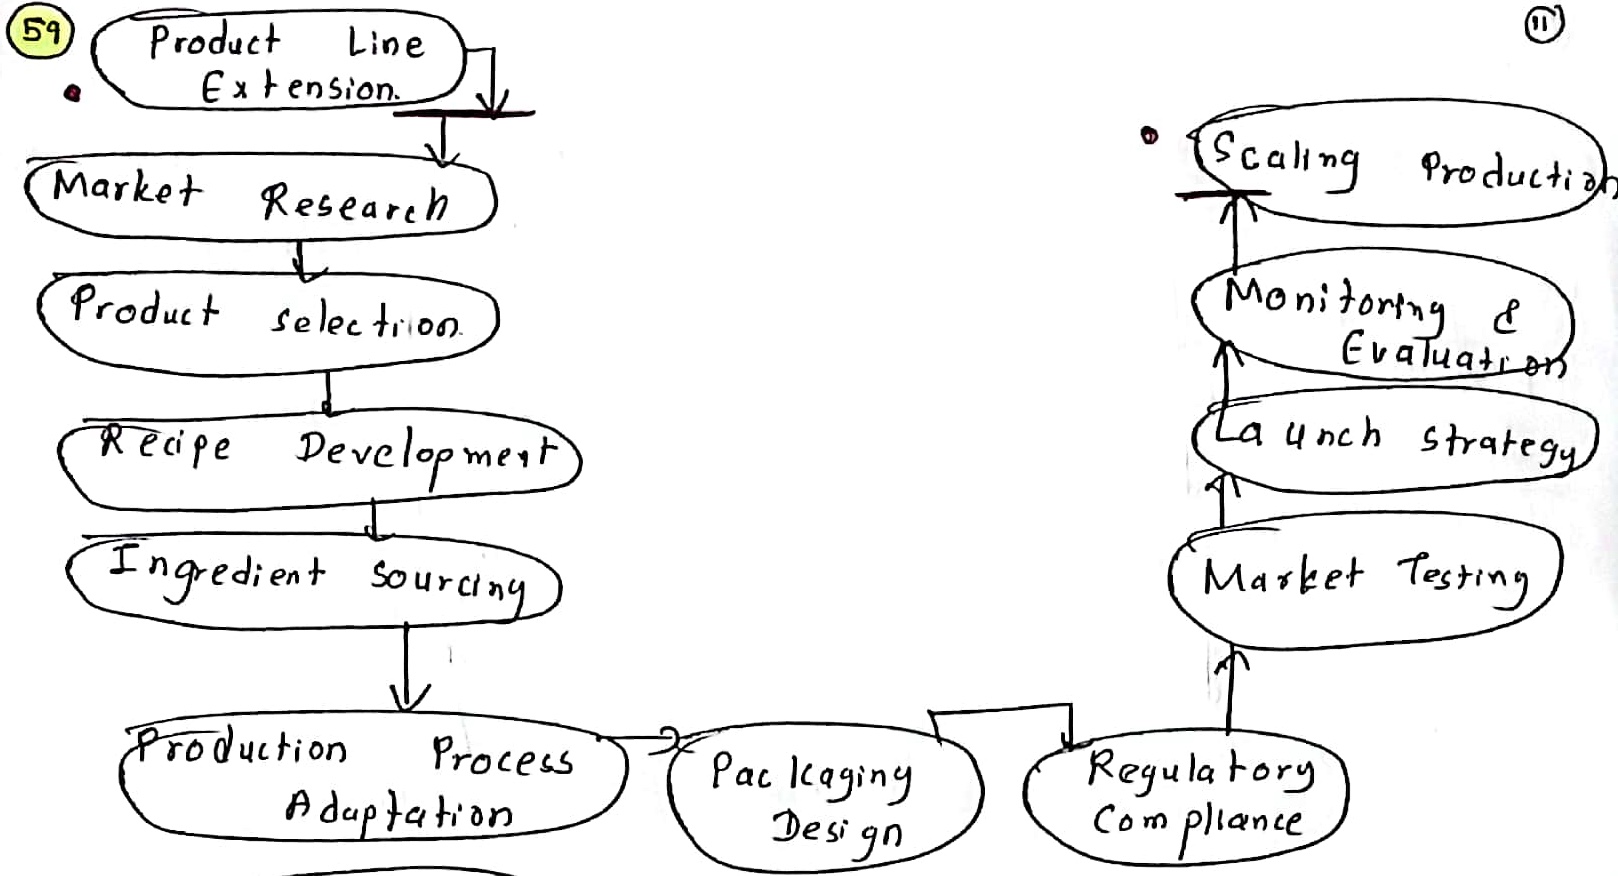 59
11
Product Line
Extension.
Market Research
Product selection
Recipe Development
Ingredient sourcing
Production Process
Adaptation
Packaging
Design
Regulatory
Compliance
Market Testing
Launch strategy
Monitoring &
Evaluation
Scaling Production